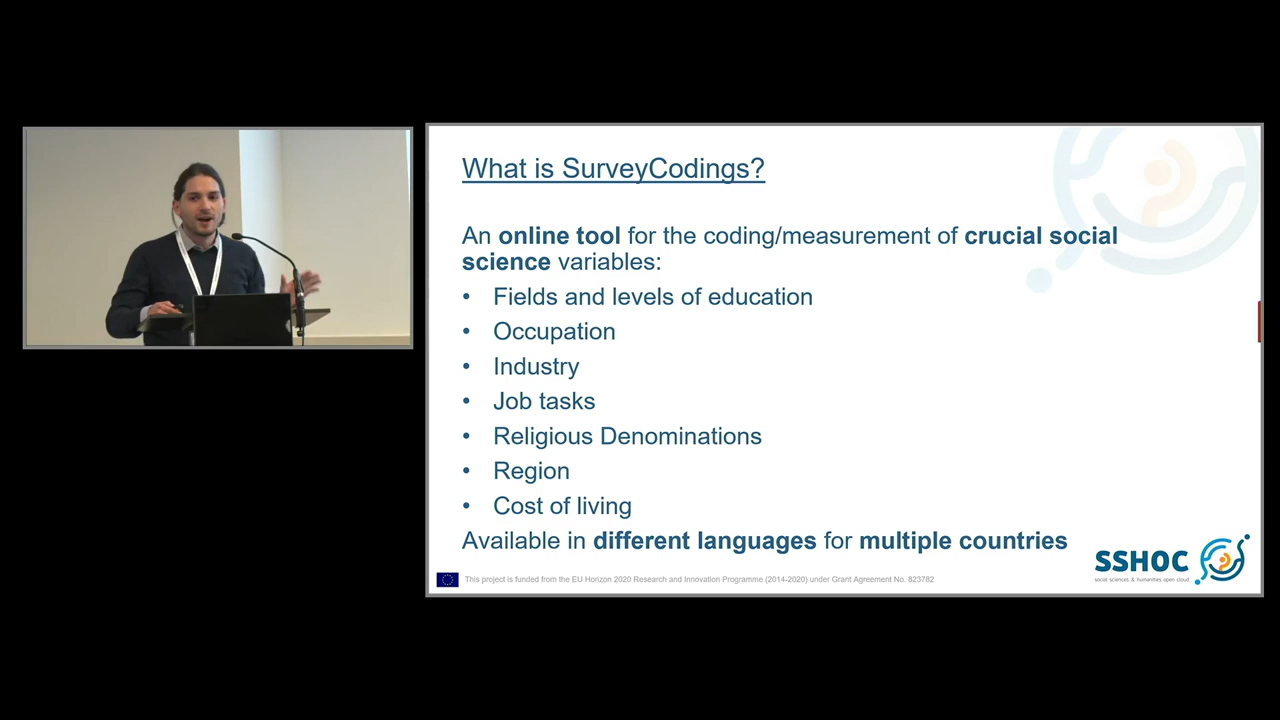 What is SurveyCodings?
An online tool for the coding/measurement of crucial social
science variables:
• Fields and levels of education
• Occupation
• Industry
• Job tasks
• Religious Denominations
• Region
• Cost of living
Available in different languages for multiple countries
This project is funded from the EU Horizon 2020 Research and Innovation Programme (2014-2020) under Grant Agreement No. 823782
SSHOC
social sciences & humanities open cloud